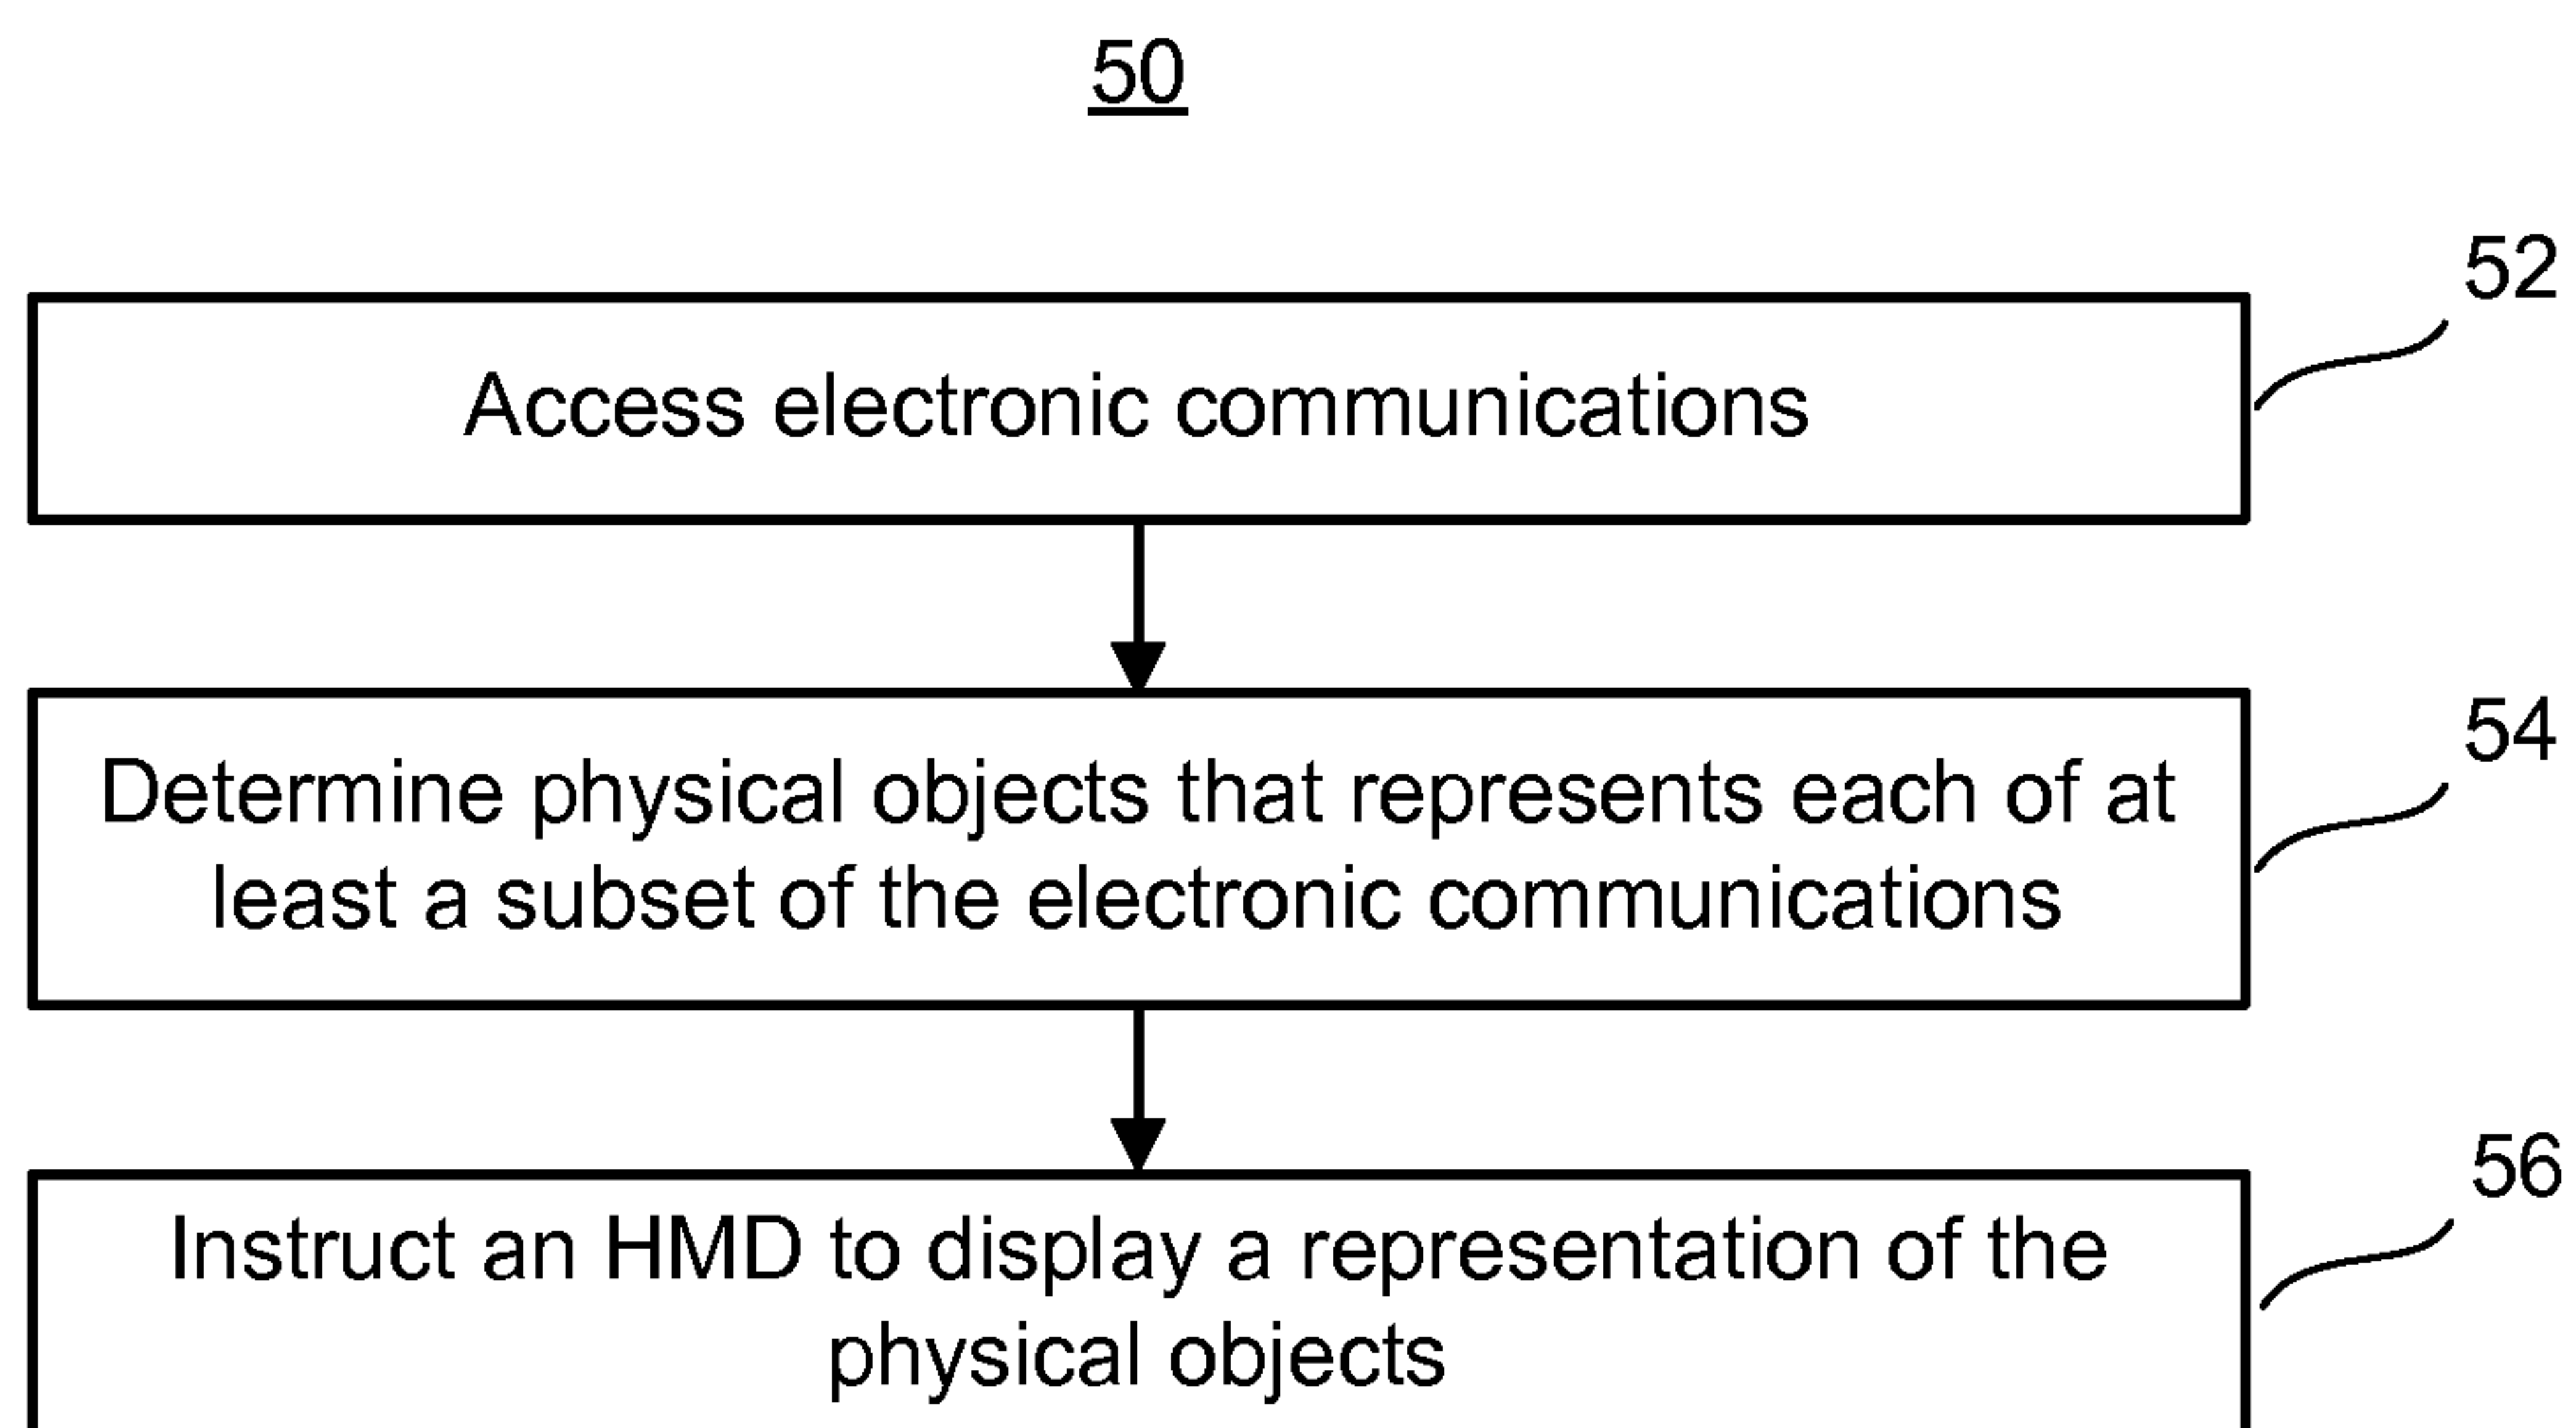 50
52
Access electronic communications
54
Determine physical objects that represents each of at
least a subset of the electronic communications
56
Instruct an HMD to display a representation of the
physical objects